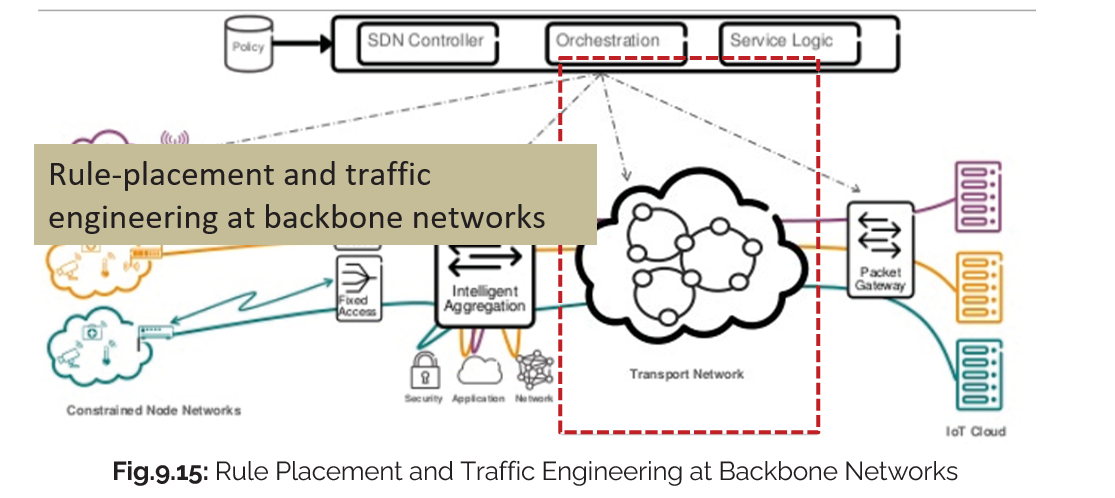 Policy
SDN Controller
Orchestration
Service Logic
Rule-placement and traffic
engineering at backbone networks
Fixed
Access
Intelligent
Aggregation
Packet
Gateway
Security
Application
Network
Transport Network
Constrained Node Networks
IoT Cloud
Fig.9.15: Rule Placement and Traffic Engineering at Backbone Networks